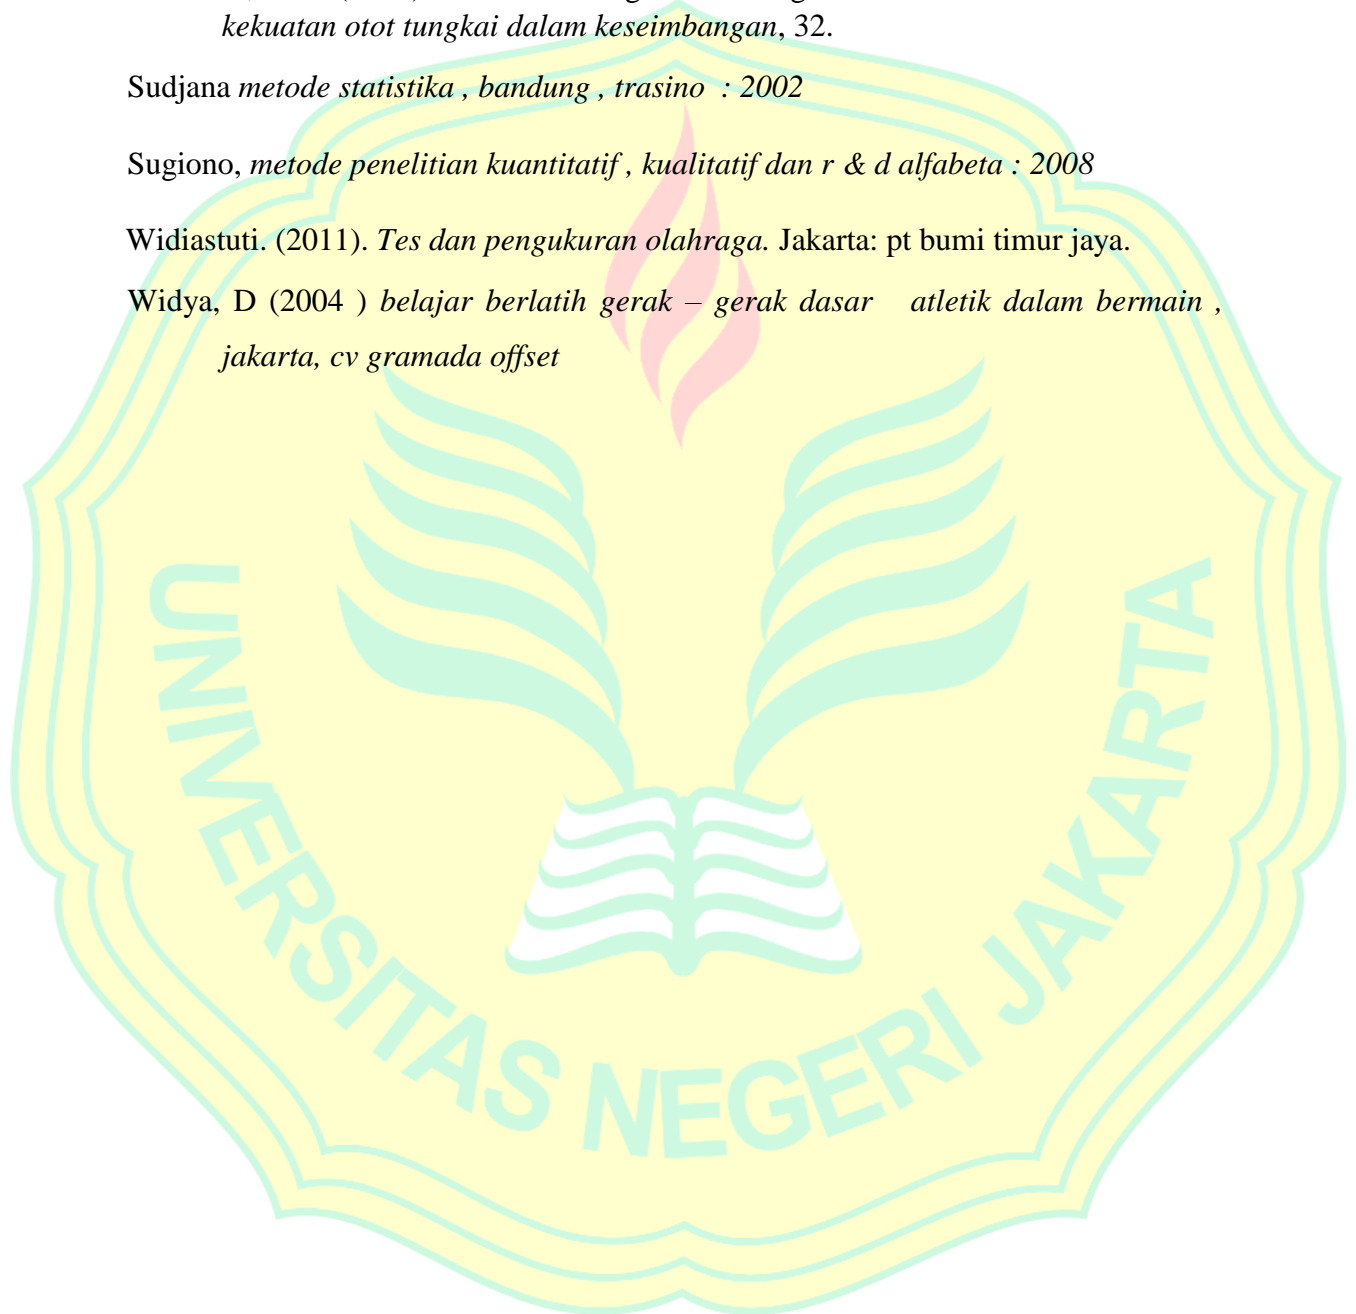 kekuatan otot tungkai dalam keseimbangan, 32.
Sudjana metode statistika , bandung , trasino : 2002
Sugiono, metode penelitian kuantitatif , kualitatif dan r & d alfabeta : 2008
Widiastuti. (2011). Tes dan pengukuran olahraga. Jakarta: pt bumi timur jaya.
Widya, D (2004 ) belajar berlatih gerak – gerak dasar atletik dalam bermain ,
jakarta, cv gramada offset
UNIVERSITAS NEGERI JAKARTA